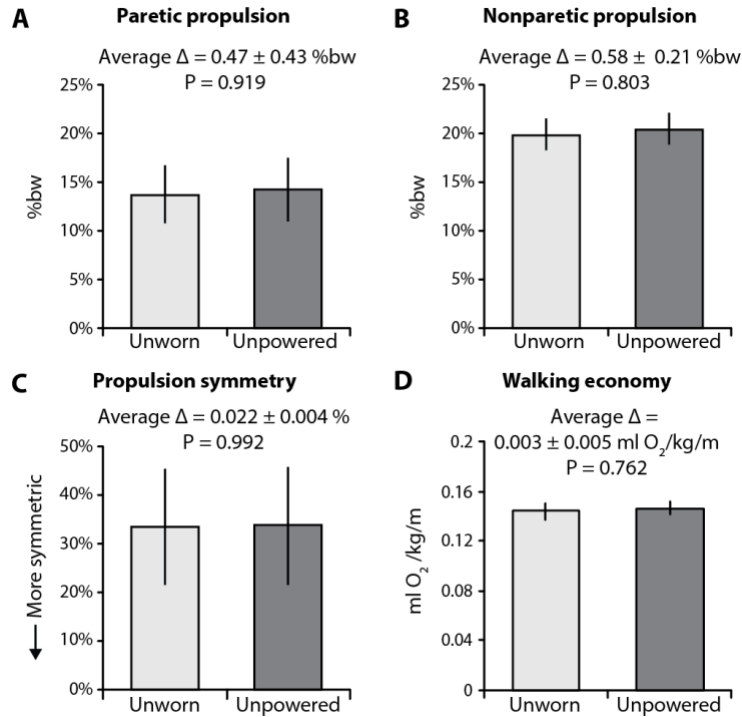 A Paretic propulsion
Average Δ = 0.47 ± 0.43 %bw
P = 0.919
25%
20%
15%
10%
5%
0%
%bw
Unworn Unpowered
B Nonparetic propulsion
Average Δ = 0.58 ± 0.21 %bw
P = 0.803
25%
20%
15%
10%
5%
0%
%bw
Unworn Unpowered
C Propulsion symmetry
Average Δ = 0.022 ± 0.004 %
P = 0.992
50%
40%
30%
20%
10%
0%
← More symmetric
Unworn Unpowered
D Walking economy
Average Δ =
0.003 ± 0.005 ml O₂/kg/m
P = 0.762
0.2
0.16
0.12
0.08
0.04
0
ml O₂ /kg/m
Unworn Unpowered